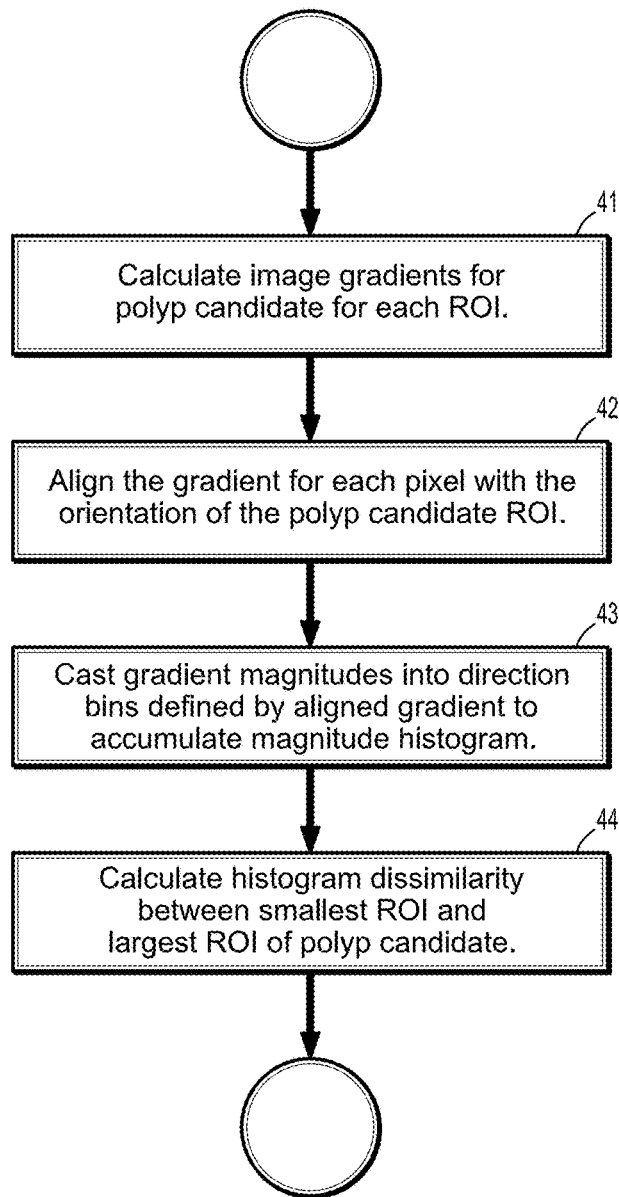 41
Calculate image gradients for
polyp candidate for each ROI.
42
Align the gradient for each pixel with the
orientation of the polyp candidate ROI.
43
Cast gradient magnitudes into direction
bins defined by aligned gradient to
accumulate magnitude histogram.
44
Calculate histogram dissimilarity
between smallest ROI and
largest ROI of polyp candidate.